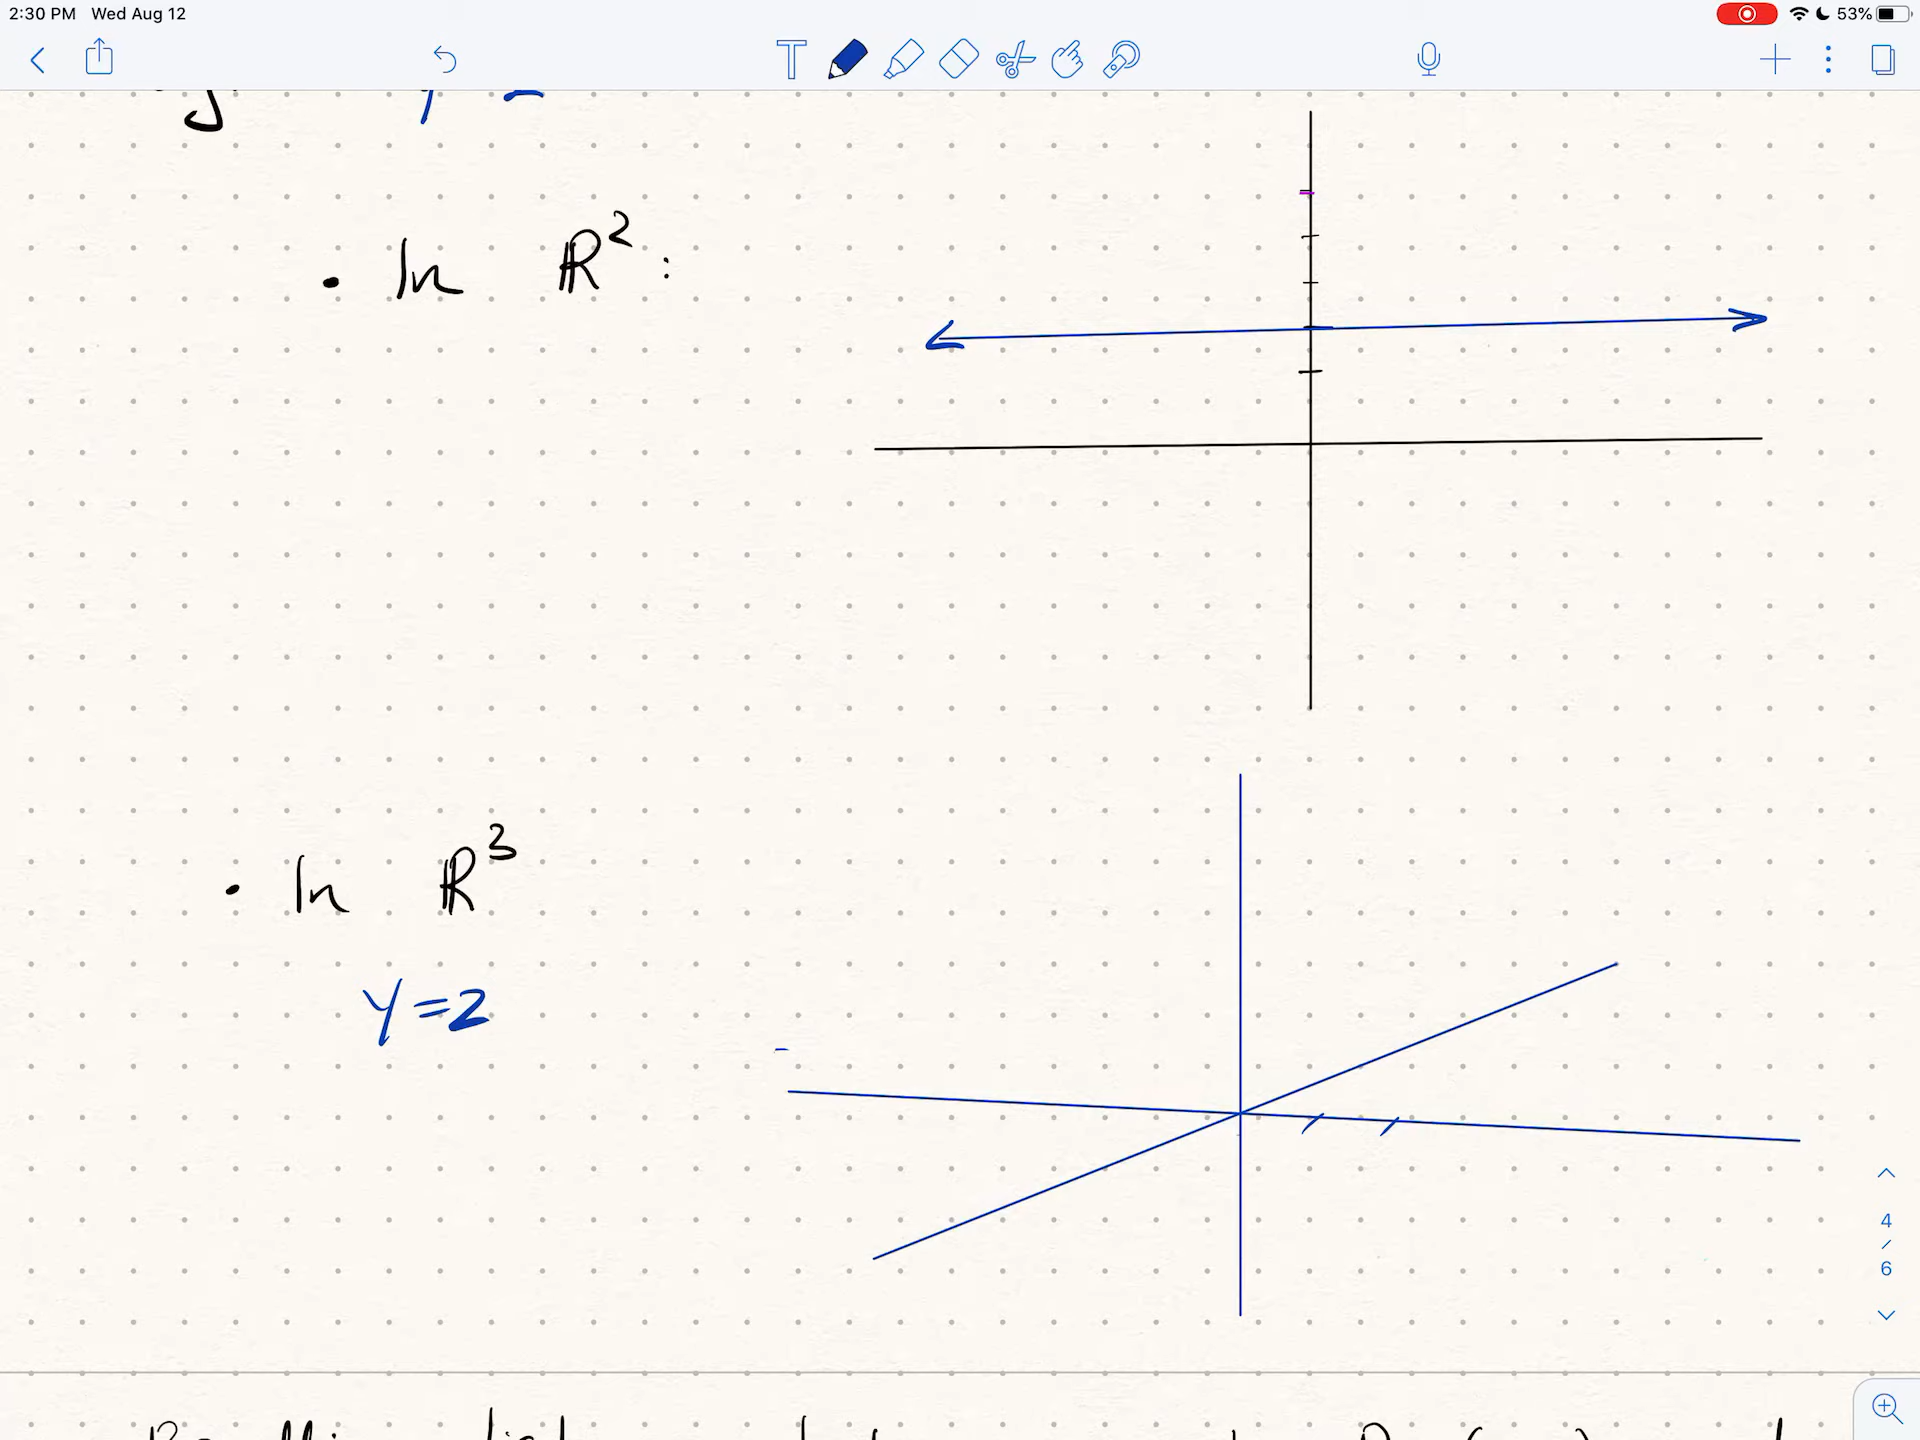 2:30 PM Wed Aug 12 53%
T
• In ℝ²:
• In ℝ³
y=2
4
/
6